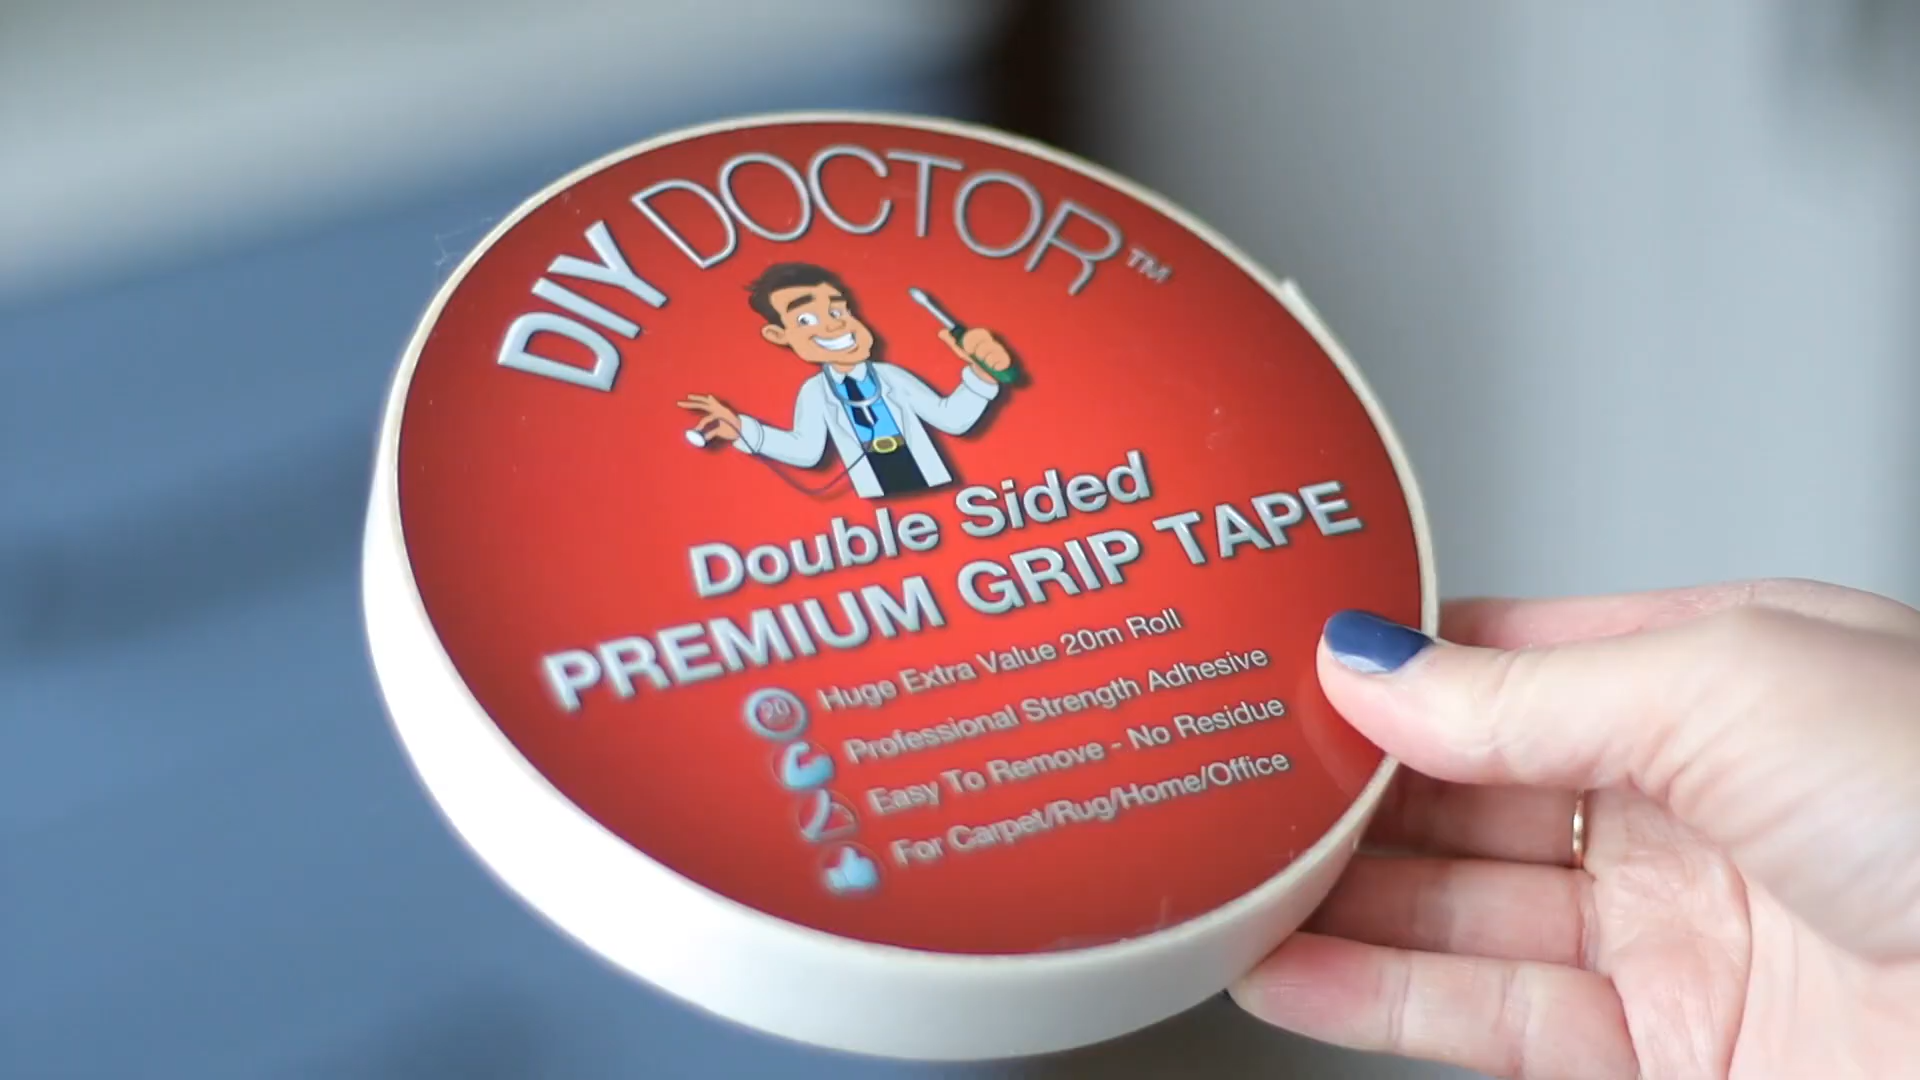 DIY DOCTOR™
Double Sided
PREMIUM GRIP TAPE
20 Huge Extra Value 20m Roll
Professional Strength Adhesive
Easy To Remove - No Residue
For Carpet/Rug/Home/Office